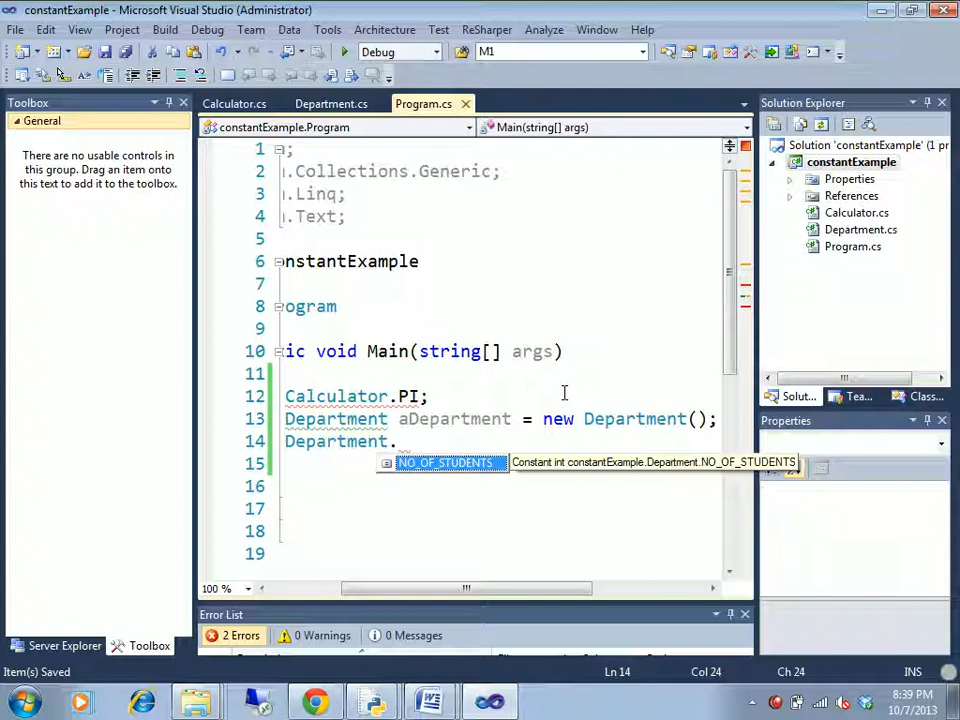 constantExample - Microsoft Visual Studio (Administrator)
File Edit View Project Build Debug Team Data Tools Architecture Test ReSharper Analyze Window Help
Debug M1
Toolbox
General
There are no usable controls in
this group. Drag an item onto
this text to add it to the toolbox.
Server Explorer Toolbox
Calculator.cs Department.cs Program.cs
constantExample.Program Main(string[] args)
1 ;
2 .Collections.Generic;
3 .Linq;
4 .Text;
5
6 nstantExample
7
8 ogram
9
10 ic void Main(string[] args)
11
12 Calculator.PI;
13 Department aDepartment = new Department();
14 Department.
NO_OF_STUDENTS Constant int constantExample.Department.NO_OF_STUDENTS
15
16
17
18
19
100 %
Error List
2 Errors 0 Warnings 0 Messages
Solution Explorer
Solution 'constantExample' (1 pr
constantExample
Properties
References
Calculator.cs
Department.cs
Program.cs
Solut... Tea... Class...
Properties
Item(s) Saved Ln 14 Col 24 Ch 24 INS
8:39 PM
10/7/2013